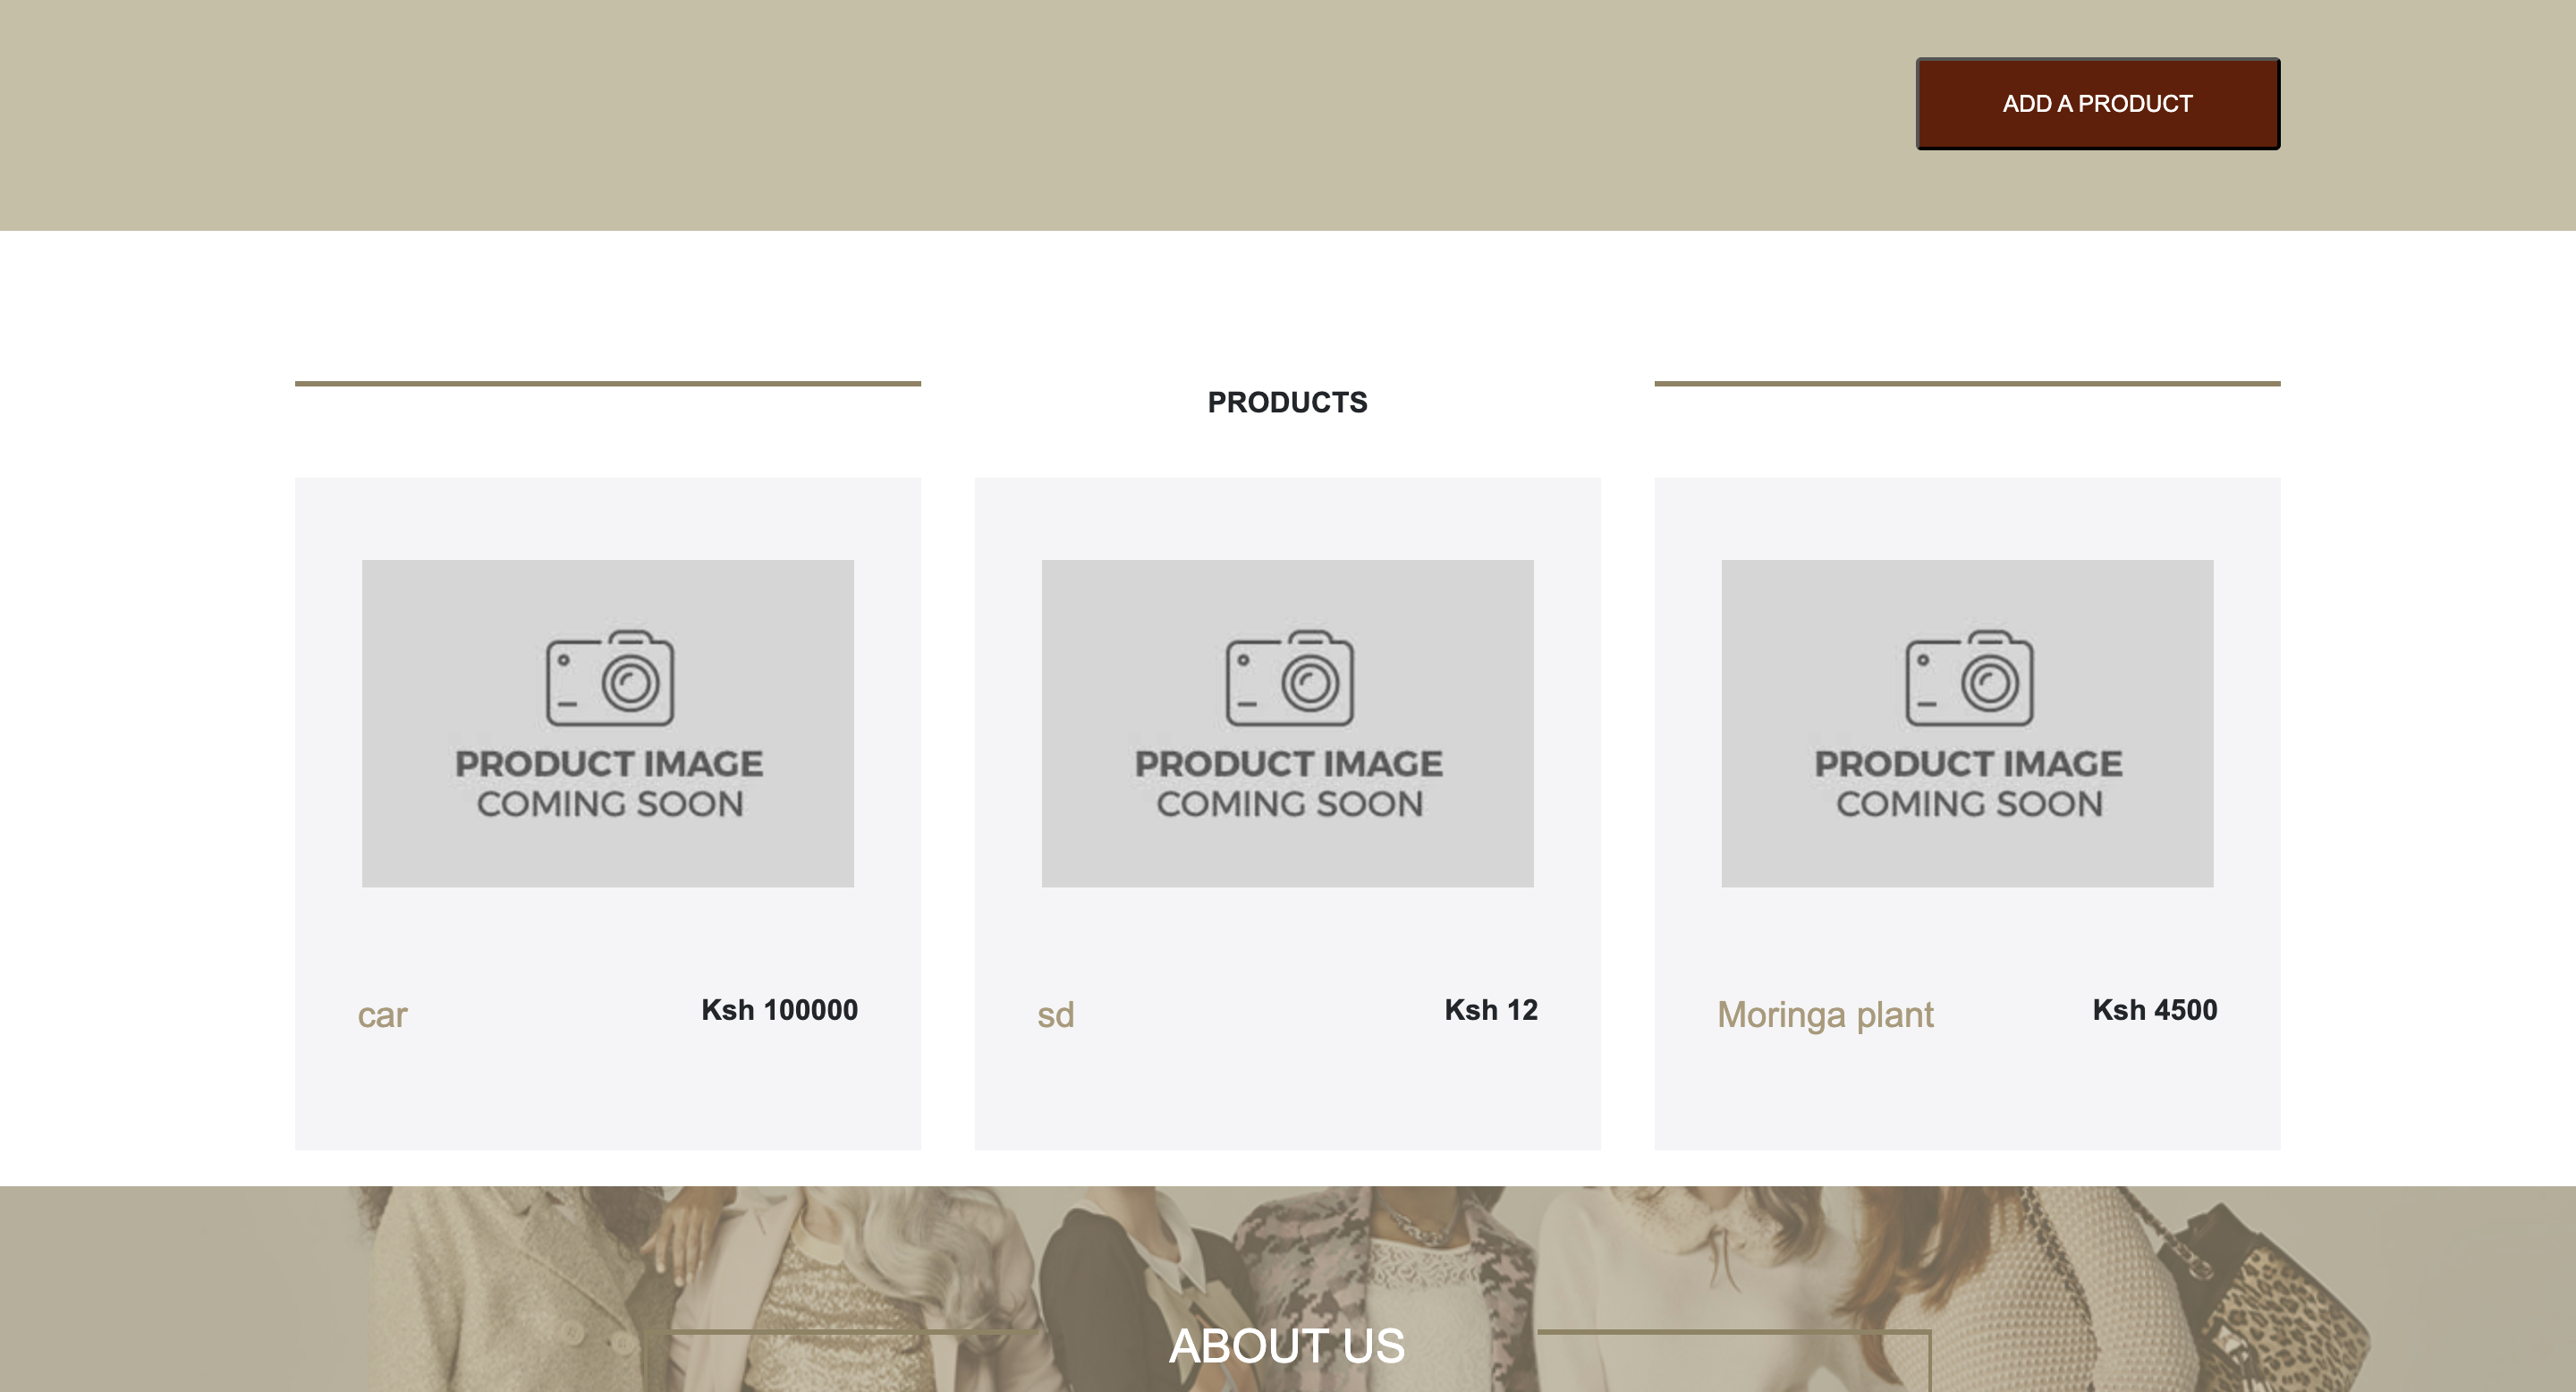 ADD A PRODUCT
PRODUCTS
PRODUCT IMAGE
COMING SOON
PRODUCT IMAGE
COMING SOON
PRODUCT IMAGE
COMING SOON
car
Ksh 100000
sd
Ksh 12
Moringa plant
Ksh 4500
ABOUT US